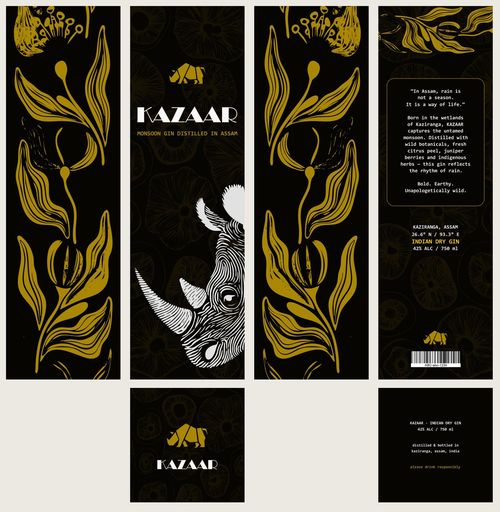 KAZAAR
MONSOON GIN DISTILLED IN ASSAM
"In Assam, rain is
not a season.
It is a way of life."
Born in the wetlands
of Kaziranga, KAZAAR
captures the untamed
monsoon. Distilled with
wild botanicals, fresh
citrus peel, juniper
berries and indigenous
herbs — this gin reflects
the rhythm of rain.
Bold. Earthy.
Unapologetically wild.
KAZIRANGA, ASSAM
26.6° N / 93.3° E
INDIAN DRY GIN
42% ALC / 750 ml
KAZAAR
KAZAAR · INDIAN DRY GIN
42% ALC / 750 ml
distilled & bottled in
kaziranga, assam, india
please drink responsibly